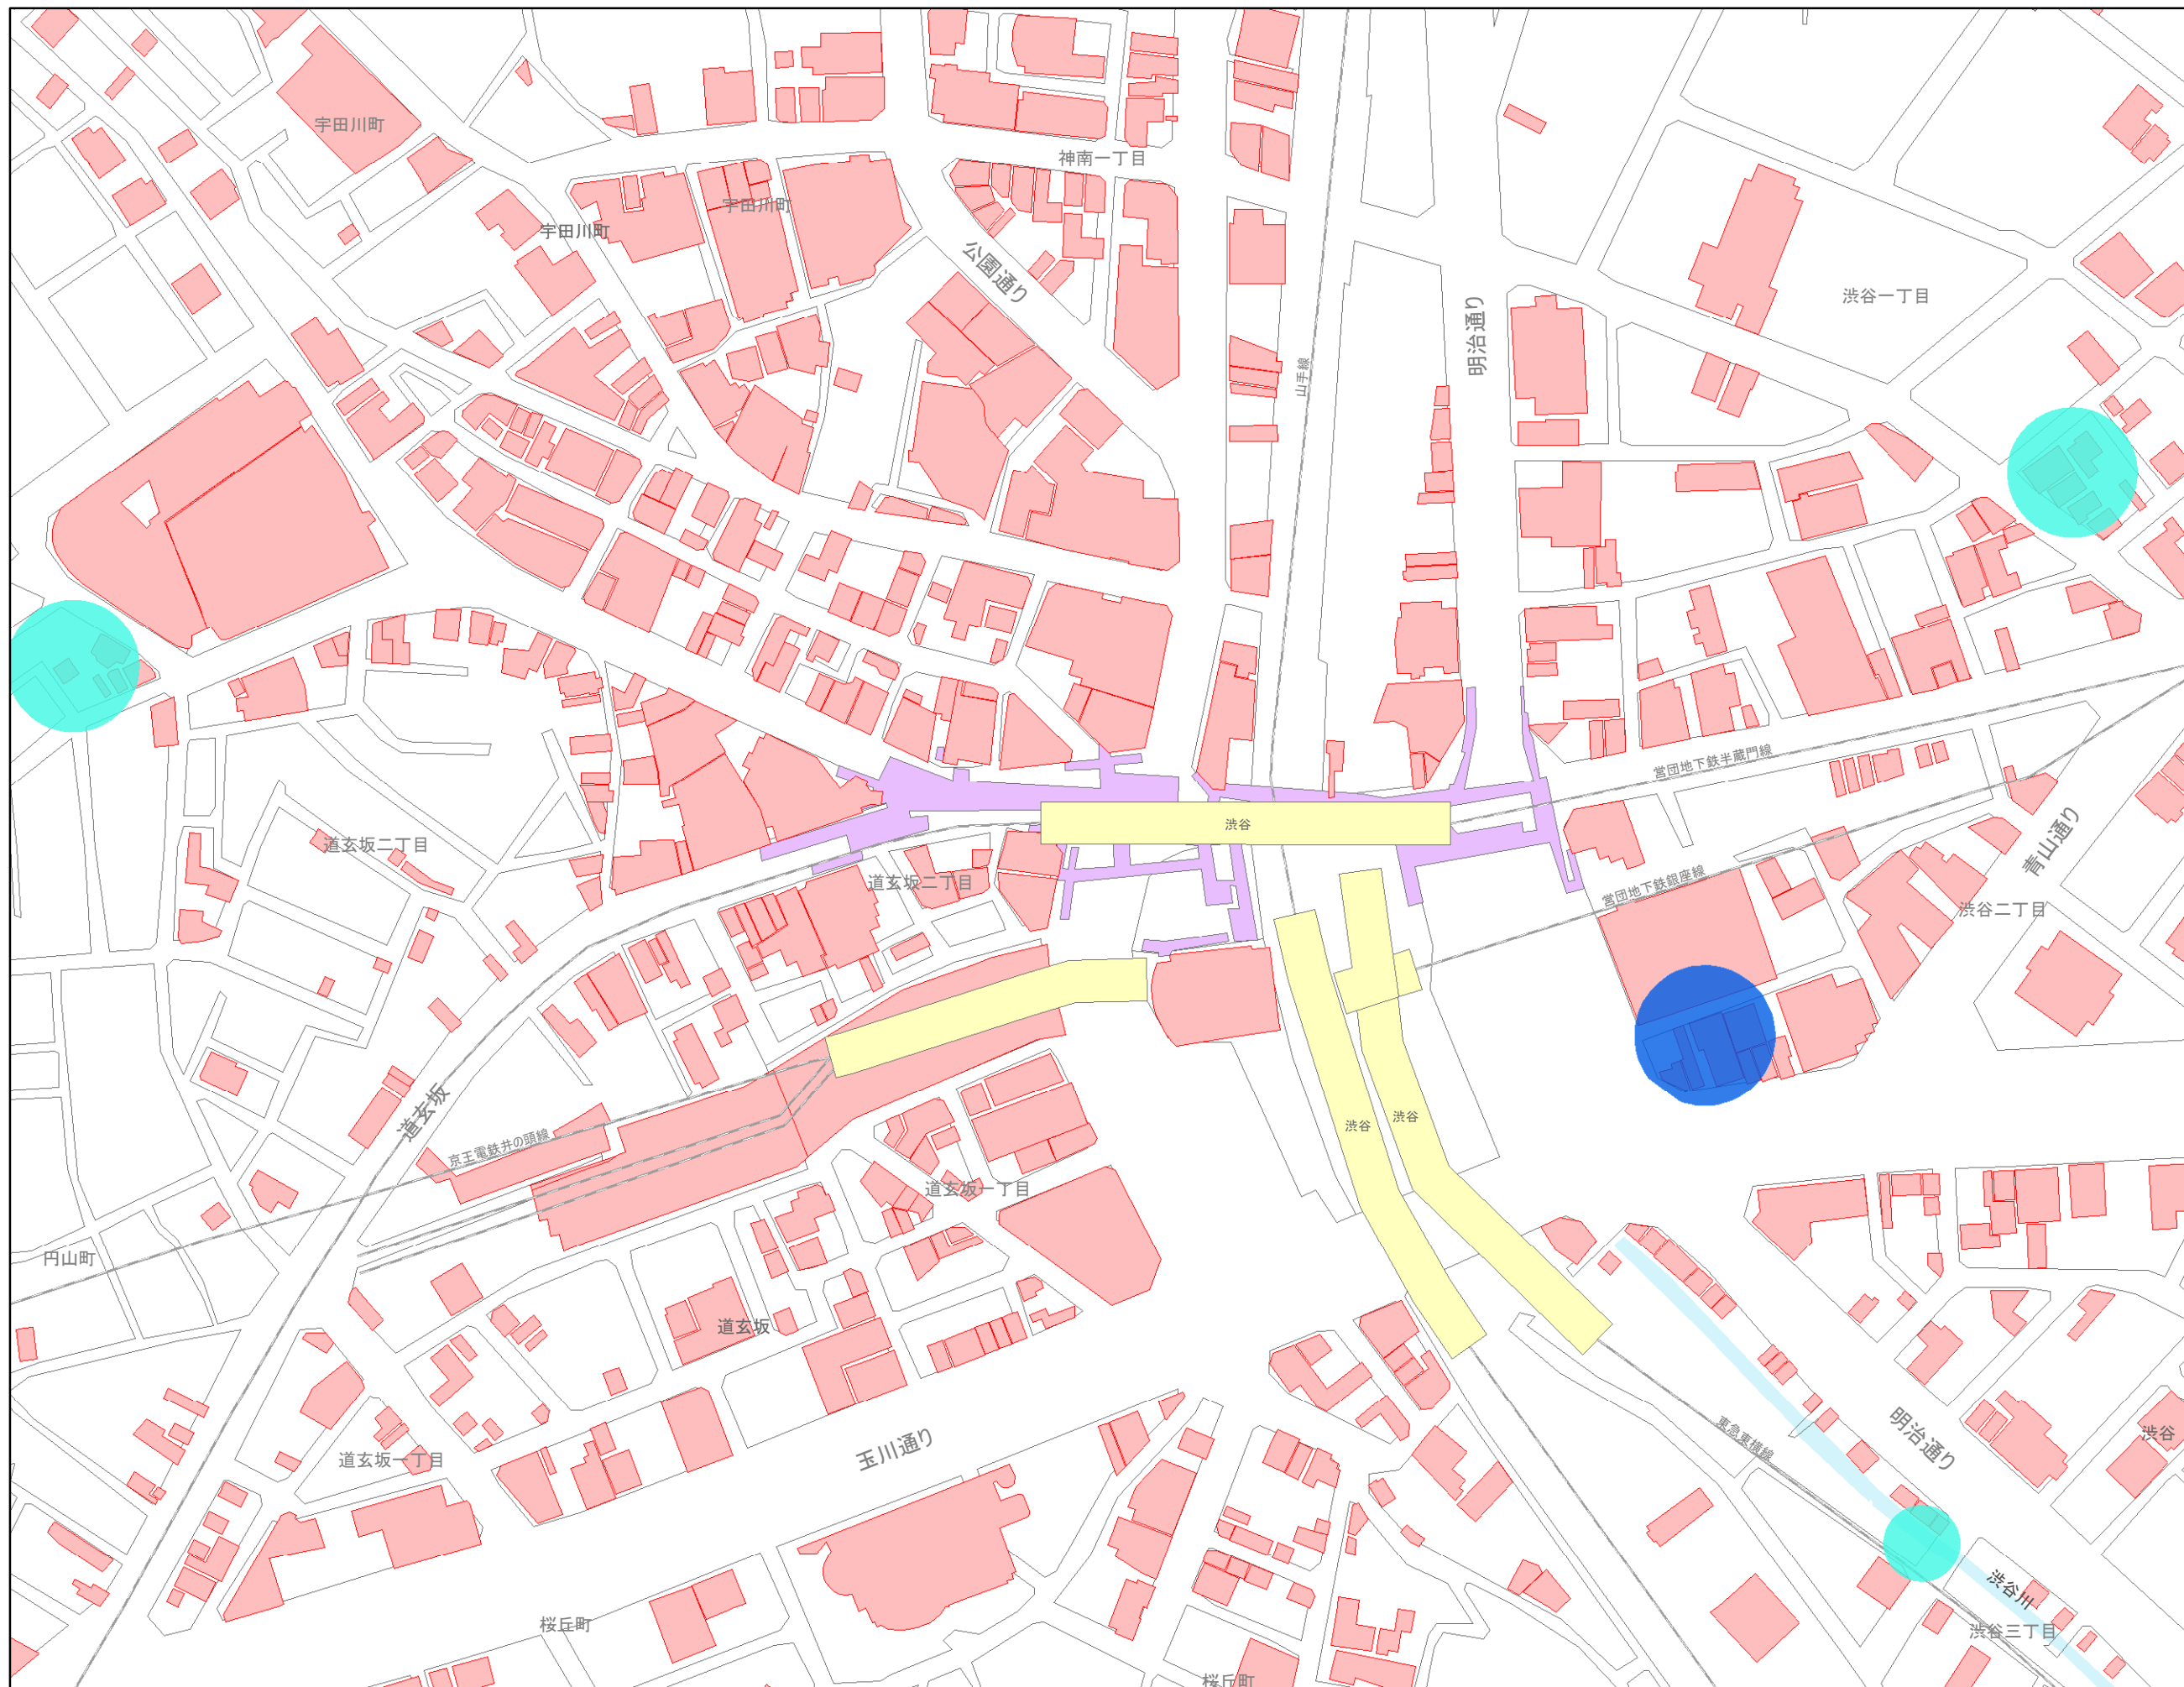 宇田川町
神南一丁目
宇田川町
宇田川町
公園通り
渋谷一丁目
明治通り
山手線
営団地下鉄半蔵門線
渋谷
道玄坂二丁目
青山通り
道玄坂二丁目
営団地下鉄銀座線
渋谷二丁目
道玄坂
渋谷
渋谷
京王電鉄井の頭線
道玄坂一丁目
円山町
道玄坂
明治通り
東急東横線
渋谷
玉川通り
道玄坂一丁目
渋谷川
桜丘町
渋谷三丁目
桜丘町